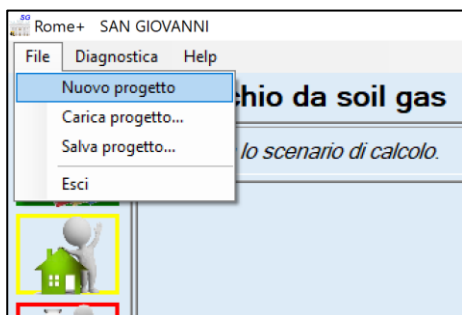 SG Rome+ SAN GIOVANNI
File Diagnostica Help
Nuovo progetto
hio da soil gas
Carica progetto...
Salva progetto...
lo scenario di calcolo.
Esci